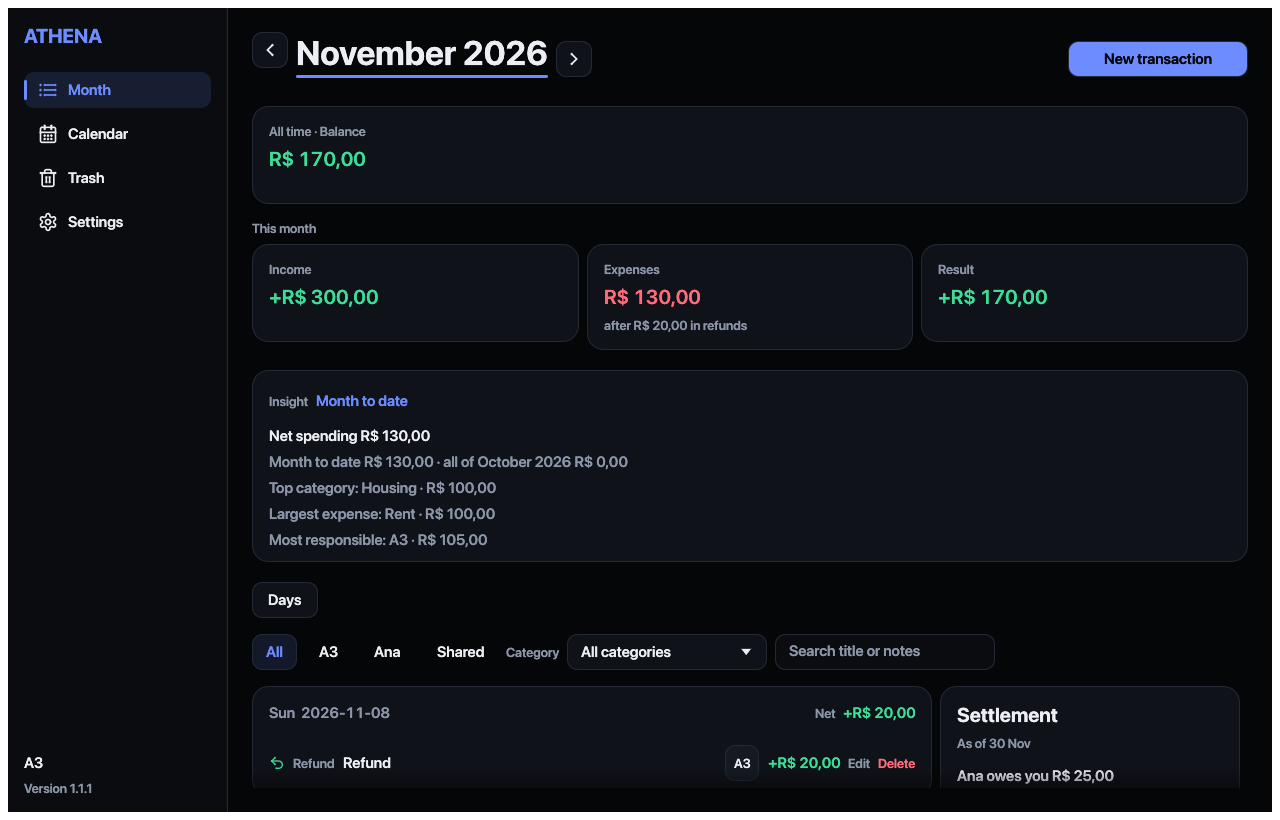 ATHENA
Month
Calendar
Trash
Settings
A3
Version 1.1.1
November 2026
New transaction
All time · Balance
R$ 170,00
This month
Income
+R$ 300,00
Expenses
R$ 130,00
after R$ 20,00 in refunds
Result
+R$ 170,00
Insight Month to date
Net spending R$ 130,00
Month to date R$ 130,00 · all of October 2026 R$ 0,00
Top category: Housing · R$ 100,00
Largest expense: Rent · R$ 100,00
Most responsible: A3 · R$ 105,00
Days
All A3 Ana Shared Category All categories Search title or notes
Sun 2026-11-08 Net +R$ 20,00
Refund Refund A3 +R$ 20,00 Edit Delete
Settlement
As of 30 Nov
Ana owes you R$ 25,00